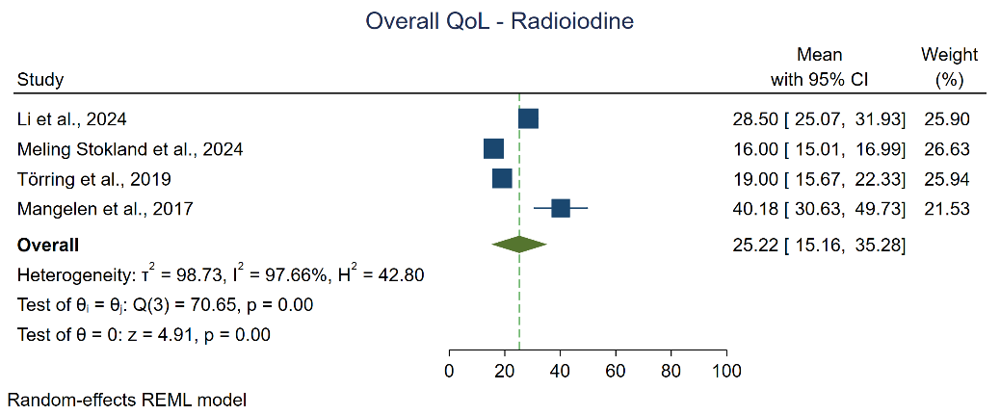 Overall QoL - Radioiodine
Mean Weight
Study with 95% CI (%)
Li et al., 2024 28.50 [ 25.07, 31.93] 25.90
Meling Stokland et al., 2024 16.00 [ 15.01, 16.99] 26.63
Törring et al., 2019 19.00 [ 15.67, 22.33] 25.94
Mangelen et al., 2017 40.18 [ 30.63, 49.73] 21.53
Overall 25.22 [ 15.16, 35.28]
Heterogeneity: τ² = 98.73, I² = 97.66%, H² = 42.80
Test of θᵢ = θⱼ: Q(3) = 70.65, p = 0.00
Test of θ = 0: z = 4.91, p = 0.00
0 20 40 60 80 100
Random-effects REML model